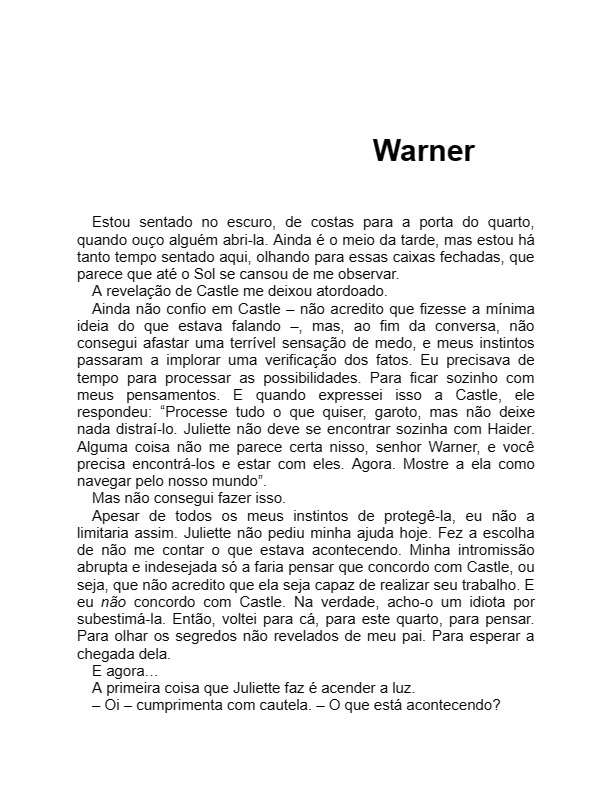 Warner
Estou sentado no escuro, de costas para a porta do quarto,
quando ouço alguém abri-la. Ainda é o meio da tarde, mas estou há
tanto tempo sentado aqui, olhando para essas caixas fechadas, que
parece que até o Sol se cansou de me observar.
A revelação de Castle me deixou atordoado.
Ainda não confio em Castle – não acredito que fizesse a mínima
ideia do que estava falando –, mas, ao fim da conversa, não
consegui afastar uma terrível sensação de medo, e meus instintos
passaram a implorar uma verificação dos fatos. Eu precisava de
tempo para processar as possibilidades. Para ficar sozinho com
meus pensamentos. E quando expressei isso a Castle, ele
respondeu: “Processe tudo o que quiser, garoto, mas não deixe
nada distraí-lo. Juliette não deve se encontrar sozinha com Haider.
Alguma coisa não me parece certa nisso, senhor Warner, e você
precisa encontrá-los e estar com eles. Agora. Mostre a ela como
navegar pelo nosso mundo”.
Mas não consegui fazer isso.
Apesar de todos os meus instintos de protegê-la, eu não a
limitaria assim. Juliette não pediu minha ajuda hoje. Fez a escolha
de não me contar o que estava acontecendo. Minha intromissão
abrupta e indesejada só a faria pensar que concordo com Castle, ou
seja, que não acredito que ela seja capaz de realizar seu trabalho. E
eu não concordo com Castle. Na verdade, acho-o um idiota por
subestimá-la. Então, voltei para cá, para este quarto, para pensar.
Para olhar os segredos não revelados de meu pai. Para esperar a
chegada dela.
E agora...
A primeira coisa que Juliette faz é acender a luz.
– Oi – cumprimenta com cautela. – O que está acontecendo?